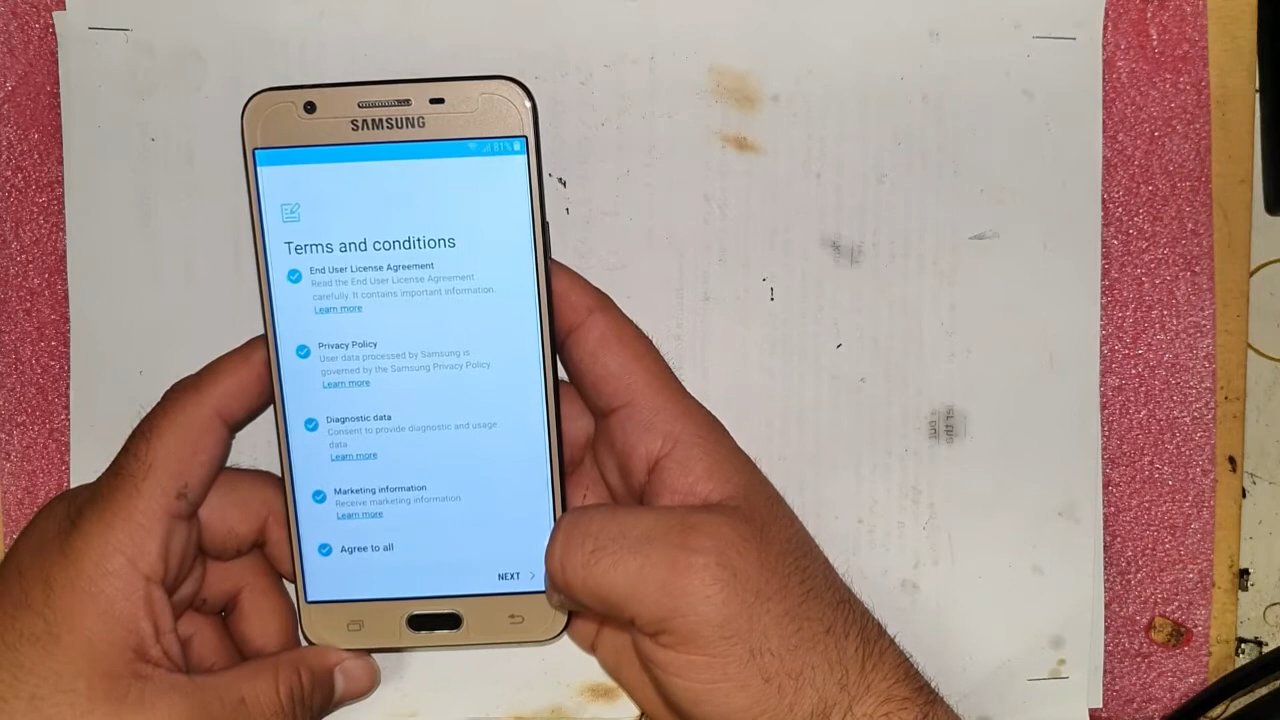 SAMSUNG
81%
Terms and conditions
End User License Agreement
Read the End User License Agreement
carefully. It contains important information.
Learn more
Privacy Policy
User data processed by Samsung is
governed by the Samsung Privacy Policy.
Learn more
Diagnostic data
Consent to provide diagnostic and usage
data
Learn more
Marketing information
Receive marketing information.
Learn more
Agree to all
NEXT